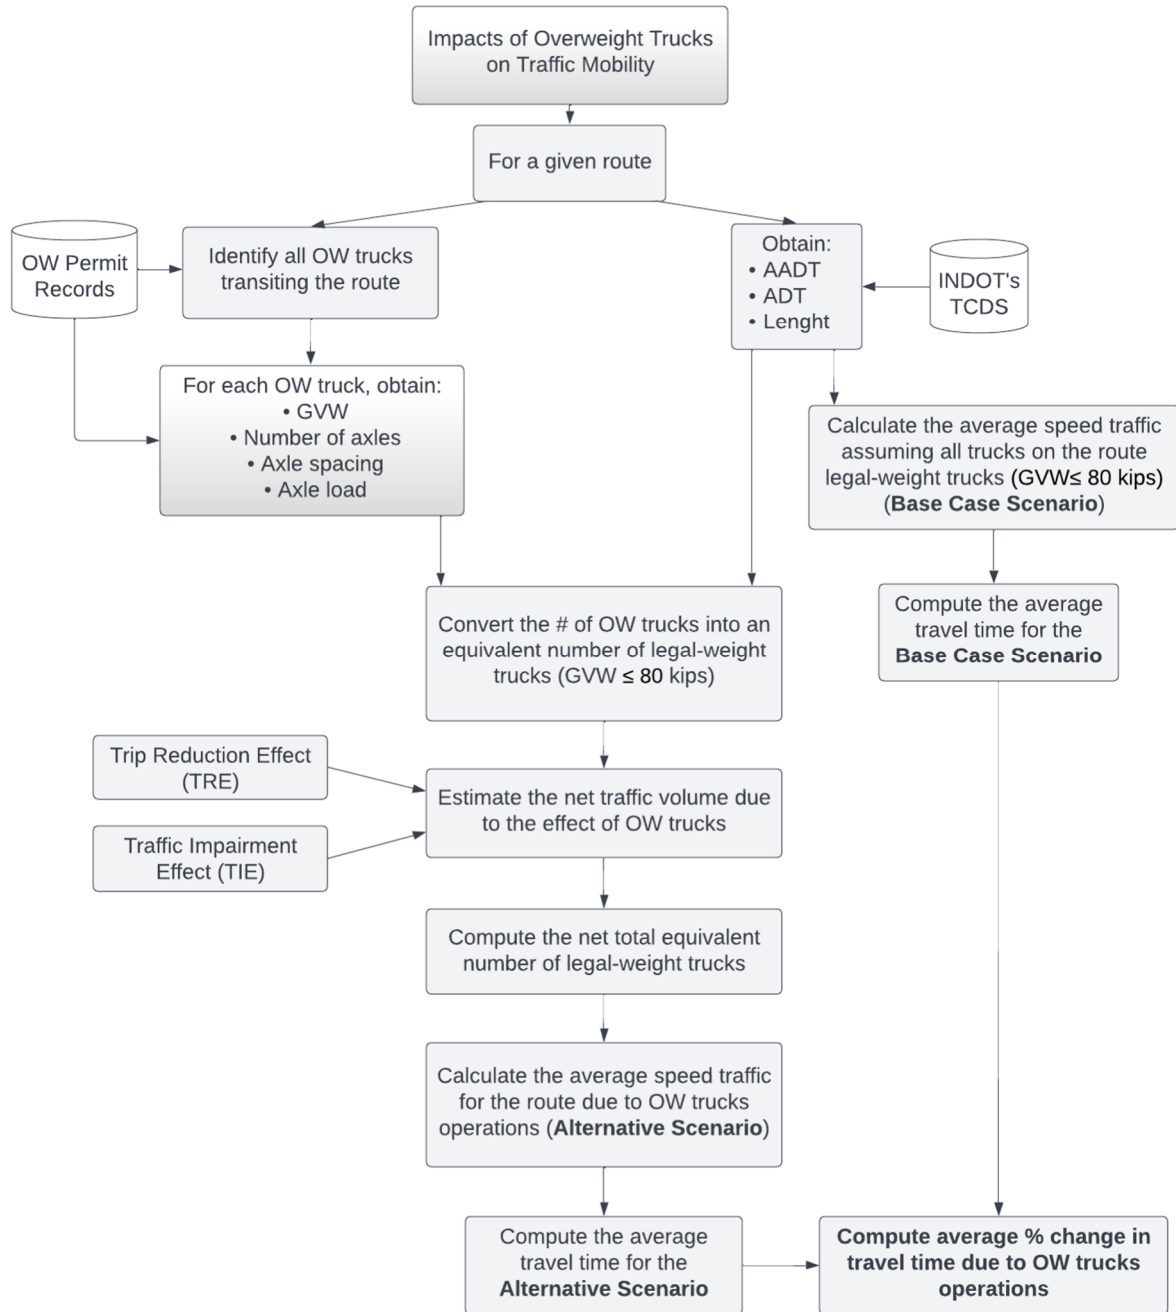 Impacts of Overweight Trucks
on Traffic Mobility
For a given route
OW Permit
Records
Identify all OW trucks
transiting the route
Obtain:
• AADT
• ADT
• Lenght
INDOT's
TCDS
For each OW truck, obtain:
• GVW
• Number of axles
• Axle spacing
• Axle load
Calculate the average speed traffic
assuming all trucks on the route
legal-weight trucks (GVW≤ 80 kips)
(Base Case Scenario)
Convert the # of OW trucks into an
equivalent number of legal-weight
trucks (GVW ≤ 80 kips)
Compute the average
travel time for the
Base Case Scenario
Trip Reduction Effect
(TRE)
Traffic Impairment
Effect (TIE)
Estimate the net traffic volume due
to the effect of OW trucks
Compute the net total equivalent
number of legal-weight trucks
Calculate the average speed traffic
for the route due to OW trucks
operations (Alternative Scenario)
Compute the average
travel time for the
Alternative Scenario
Compute average % change in
travel time due to OW trucks
operations